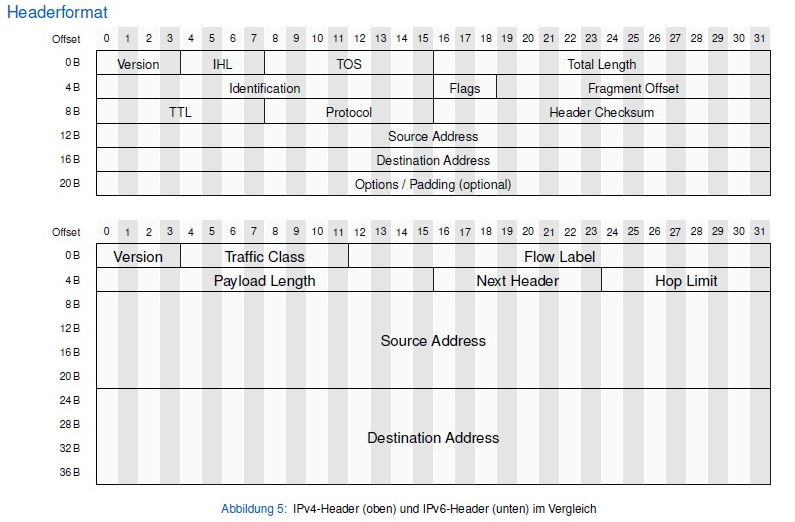 Headerformat
Offset 0 1 2 3 4 5 6 7 8 9 10 11 12 13 14 15 16 17 18 19 20 21 22 23 24 25 26 27 28 29 30 31
0 B Version IHL TOS Total Length
4 B Identification Flags Fragment Offset
8 B TTL Protocol Header Checksum
12 B Source Address
16 B Destination Address
20 B Options / Padding (optional)
Offset 0 1 2 3 4 5 6 7 8 9 10 11 12 13 14 15 16 17 18 19 20 21 22 23 24 25 26 27 28 29 30 31
0 B Version Traffic Class Flow Label
4 B Payload Length Next Header Hop Limit
8 B
12 B
Source Address
16 B
20 B
24 B
28 B
Destination Address
32 B
36 B
Abbildung 5: IPv4-Header (oben) und IPv6-Header (unten) im Vergleich